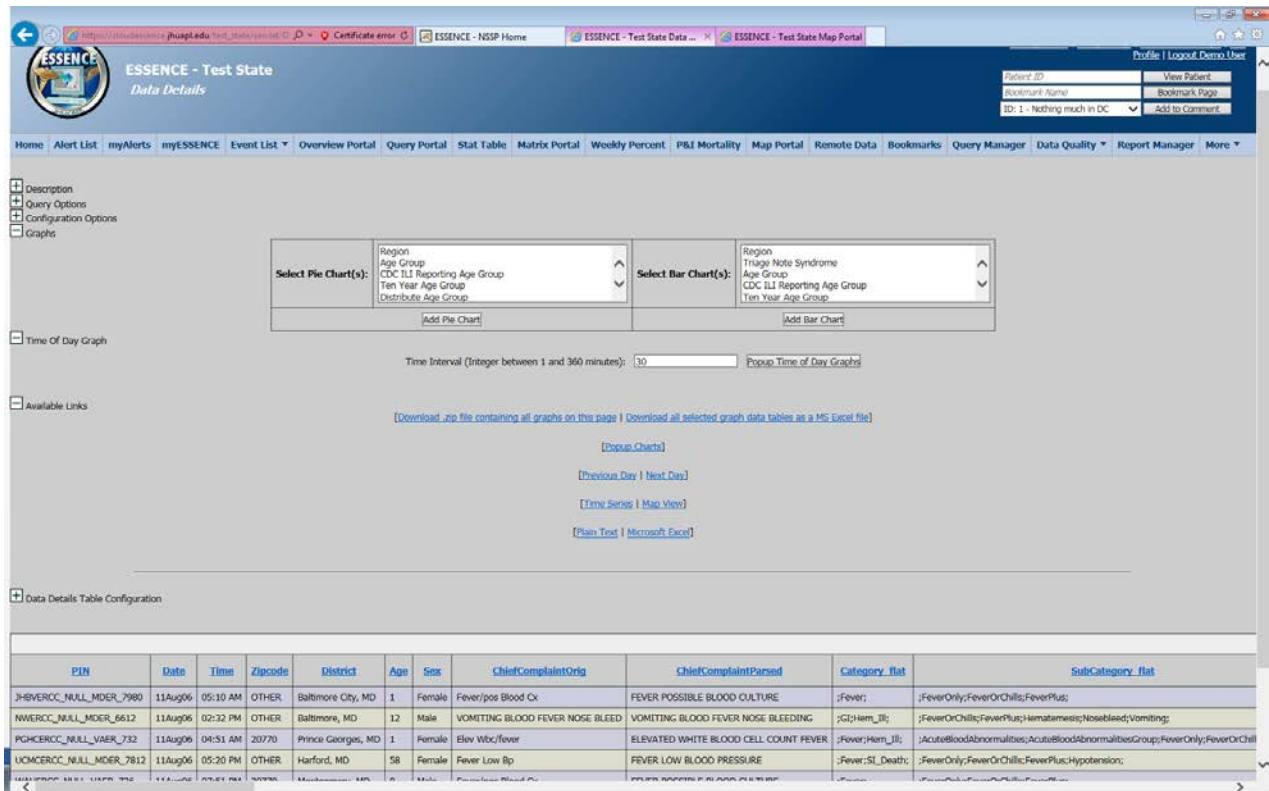 jhuapl.edu Certificate error ESSENCE - NSSP Home ESSENCE - Test State Data ... ESSENCE - Test State Map Portal
ESSENCE
ESSENCE - Test State
Data Details
Profile | Logout Demo User
Patient ID View Patient
Bookmark Name Bookmark Page
ID: 1 - Nothing much in DC Add to Comment
Home Alert List myAlerts myESSENCE Event List Overview Portal Query Portal Stat Table Matrix Portal Weekly Percent P&I Mortality Map Portal Remote Data Bookmarks Query Manager Data Quality Report Manager More
Description
Query Options
Configuration Options
Graphs
Select Pie Chart(s):
Region
Age Group
CDC ILI Reporting Age Group
Ten Year Age Group
Distribute Age Group
Select Bar Chart(s):
Region
Triage Note Syndrome
Age Group
CDC ILI Reporting Age Group
Ten Year Age Group
Add Pie Chart Add Bar Chart
Time Of Day Graph
Time Interval (Integer between 1 and 360 minutes): 30 Popup Time of Day Graphs
Available Links
[Download .zip file containing all graphs on this page | Download all selected graph data tables as a MS Excel file]
[Popup Charts]
[Previous Day | Next Day]
[Time Series | Map View]
[Plain Text | Microsoft Excel]
Data Details Table Configuration
PIN Date Time Zipcode District Age Sex ChiefComplaintOrig ChiefComplaintParsed Category flat SubCategory flat
JHBVERCC_NULL_MDER_7980 11Aug06 05:10 AM OTHER Baltimore City, MD 1 Female Fever/pos Blood Cx FEVER POSSIBLE BLOOD CULTURE ;Fever; ;FeverOnly;FeverOrChills;FeverPlus;
NWERCC_NULL_MDER_6612 11Aug06 02:32 PM OTHER Baltimore, MD 12 Male VOMITING BLOOD FEVER NOSE BLEED VOMITING BLOOD FEVER NOSE BLEEDING ;GI;Hem_Ill; ;FeverOrChills;FeverPlus;Hematemesis;Nosebleed;Vomiting;
PGHCERCC_NULL_VAER_732 11Aug06 04:51 AM 20770 Prince Georges, MD 1 Female Elev Wbc/fever ELEVATED WHITE BLOOD CELL COUNT FEVER ;Fever;Hem_Ill; ;AcuteBloodAbnormalities;AcuteBloodAbnormalitiesGroup;FeverOnly;FeverOrChill
UCMCERCC_NULL_MDER_7812 11Aug06 05:20 PM OTHER Harford, MD 58 Female Fever Low Bp FEVER LOW BLOOD PRESSURE ;Fever;SI_Death; ;FeverOnly;FeverOrChills;FeverPlus;Hypotension;